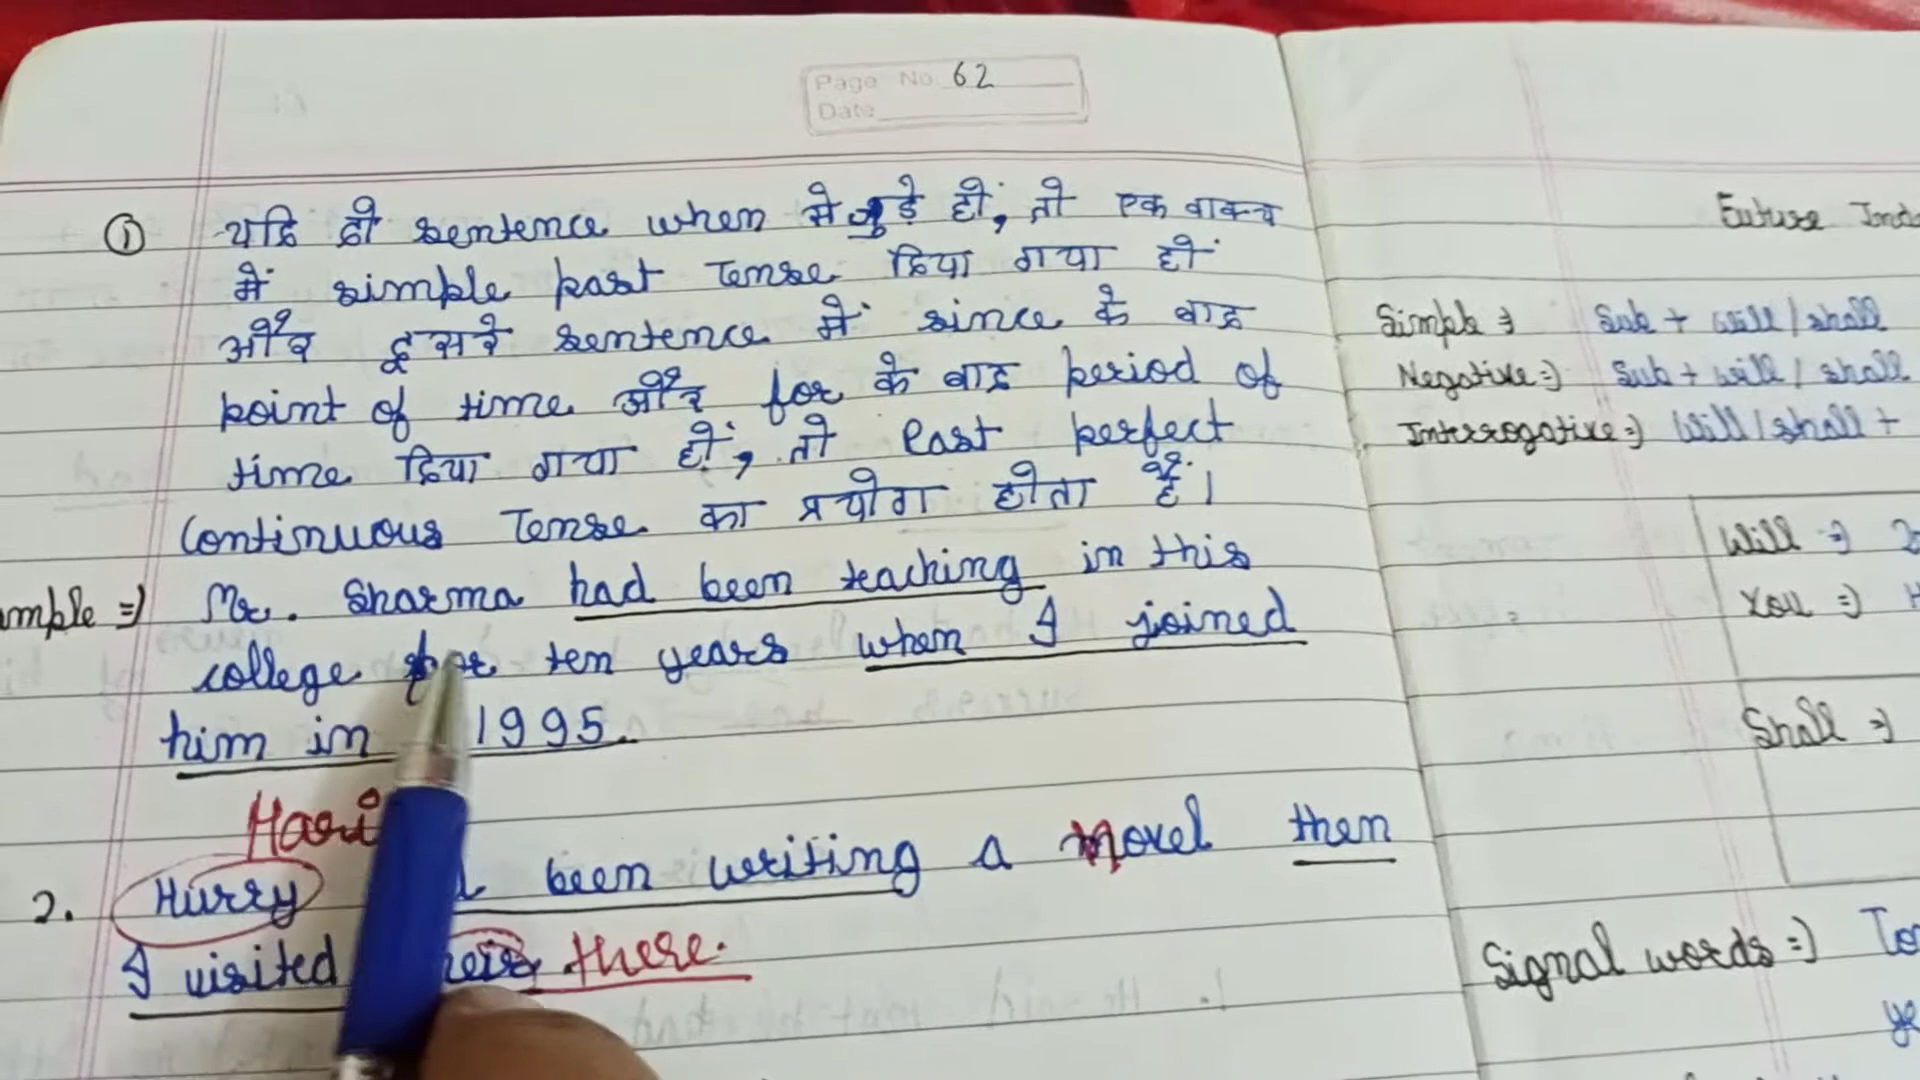 Page No. 62
Date
① यदि दो sentence when से जुड़े हों, तो एक वाक्य
में simple past Tense दिया गया हों
और दूसरे sentence में since के बाद
point of time और for के बाद period of
time दिया गया हों, तो Past perfect
Continuous Tense का प्रयोग होता हैं।
ample ⇒ Mr. Sharma had been teaching in this
college for ten years when I joined
him in 1995.
Hari
2. Hurry been writing a Novel then
I visited there.
Future
Simple ⇒ Sub + will / shall
Negative ⇒ Sub + will / shall
Interrogative ⇒ Will / shall +
Will ⇒
You ⇒
Shall ⇒
Signal words ⇒